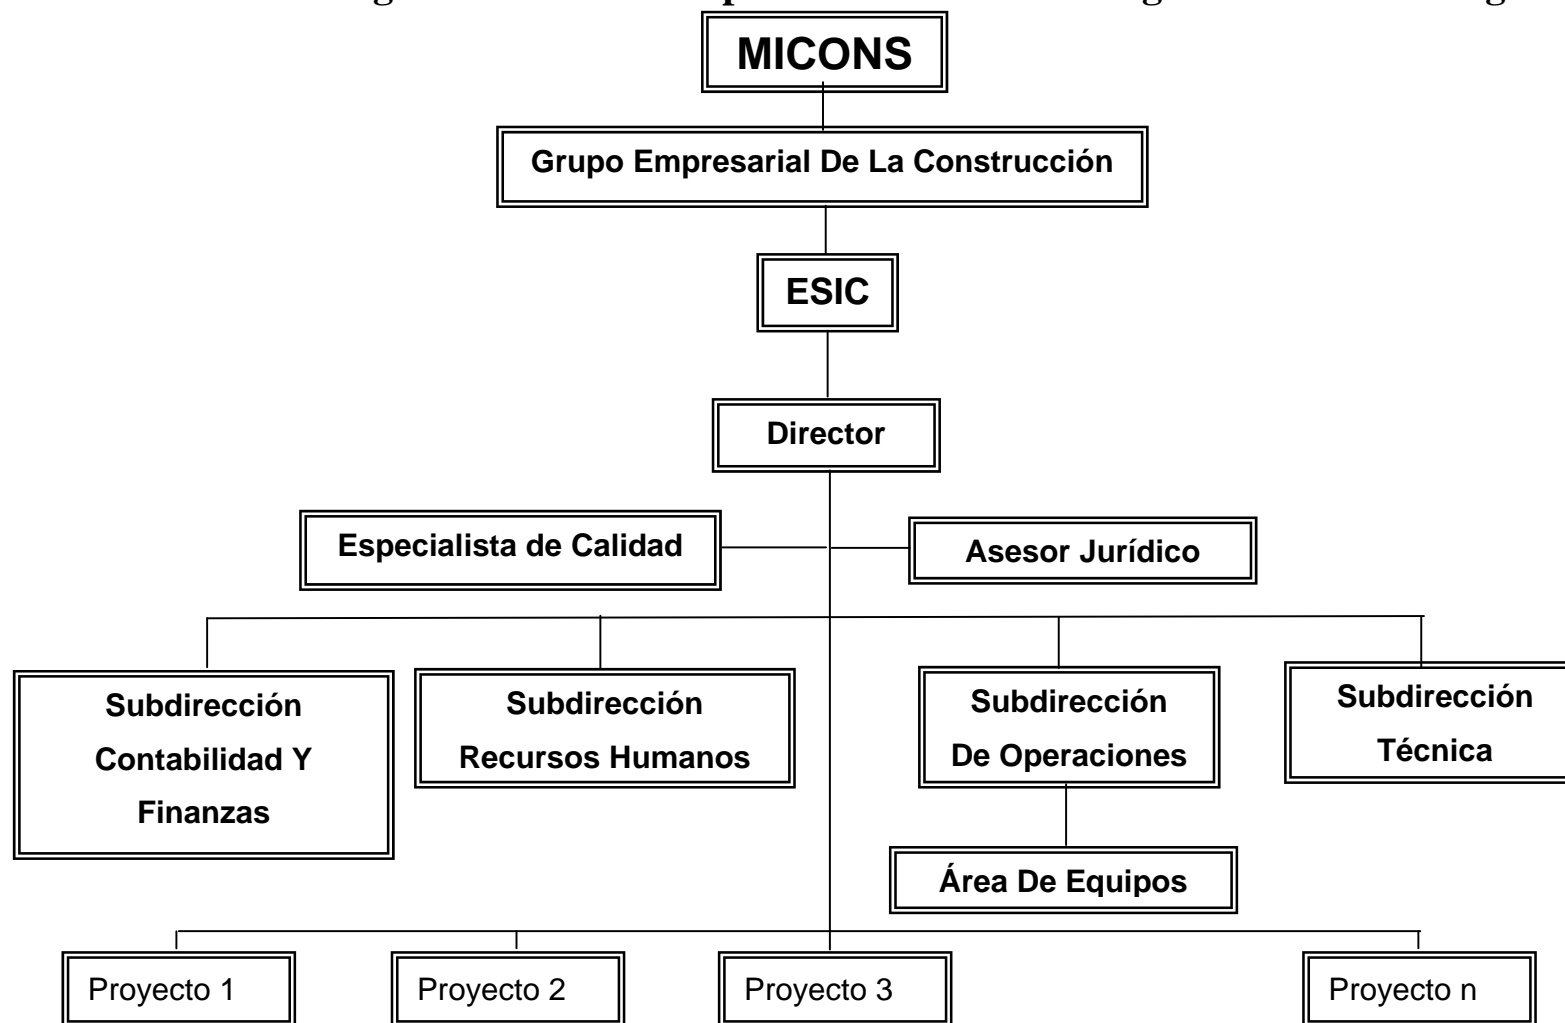 MICONS
Grupo Empresarial De La Construcción
ESIC
Director
Especialista de Calidad
Asesor Jurídico
Subdirección
Contabilidad Y
Finanzas
Subdirección
Recursos Humanos
Subdirección
De Operaciones
Subdirección
Técnica
Área De Equipos
Proyecto 1
Proyecto 2
Proyecto 3
Proyecto n